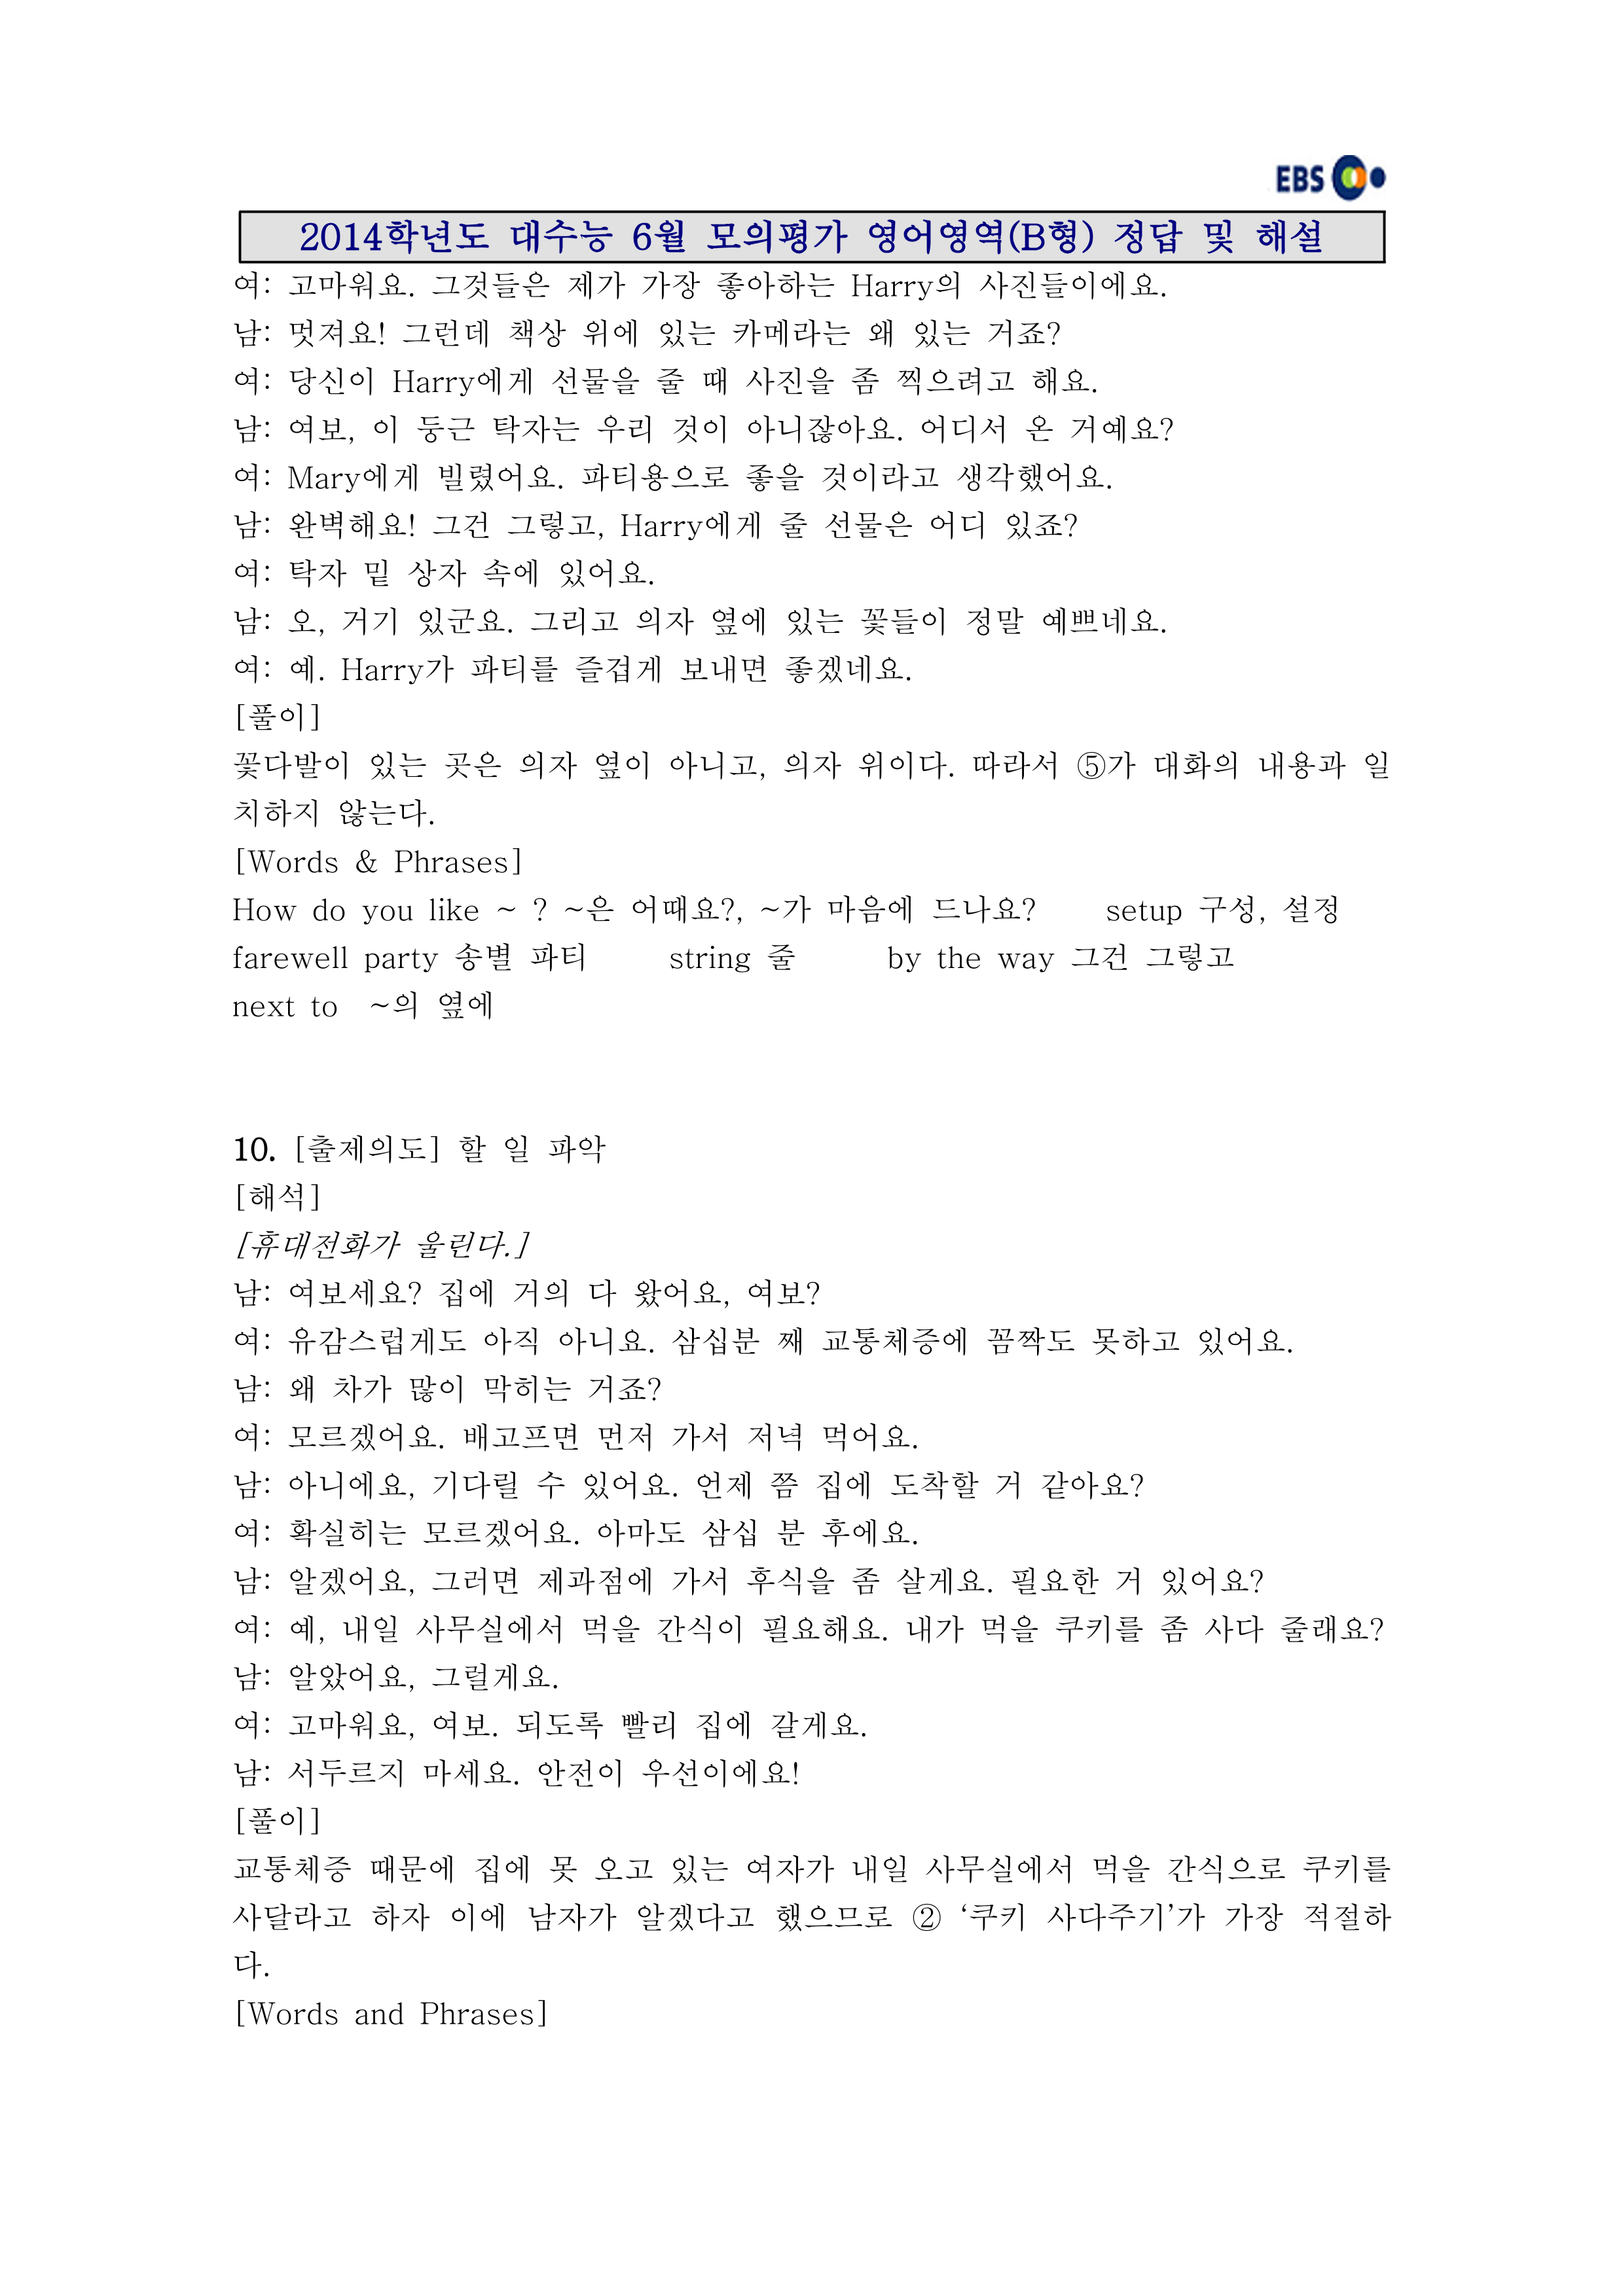 EBS
2014학년도 대수능 6월 모의평가 영어영역(B형) 정답 및 해설
여: 고마워요. 그것들은 제가 가장 좋아하는 Harry의 사진들이에요.
남: 멋져요! 그런데 책상 위에 있는 카메라는 왜 있는 거죠?
여: 당신이 Harry에게 선물을 줄 때 사진을 좀 찍으려고 해요.
남: 여보, 이 둥근 탁자는 우리 것이 아니잖아요. 어디서 온 거예요?
여: Mary에게 빌렸어요. 파티용으로 좋을 것이라고 생각했어요.
남: 완벽해요! 그건 그렇고, Harry에게 줄 선물은 어디 있죠?
여: 탁자 밑 상자 속에 있어요.
남: 오, 거기 있군요. 그리고 의자 옆에 있는 꽃들이 정말 예쁘네요.
여: 예. Harry가 파티를 즐겁게 보내면 좋겠네요.
[풀이]
꽃다발이 있는 곳은 의자 옆이 아니고, 의자 위이다. 따라서 ⑤가 대화의 내용과 일
치하지 않는다.
[Words & Phrases]
How do you like ~ ? ~은 어때요?, ~가 마음에 드나요? setup 구성, 설정
farewell party 송별 파티 string 줄 by the way 그건 그렇고
next to ~의 옆에
10. [출제의도] 할 일 파악
[해석]
[휴대전화가 울린다.]
남: 여보세요? 집에 거의 다 왔어요, 여보?
여: 유감스럽게도 아직 아니요. 삼십분 째 교통체증에 꼼짝도 못하고 있어요.
남: 왜 차가 많이 막히는 거죠?
여: 모르겠어요. 배고프면 먼저 가서 저녁 먹어요.
남: 아니에요, 기다릴 수 있어요. 언제 쯤 집에 도착할 거 같아요?
여: 확실히는 모르겠어요. 아마도 삼십 분 후에요.
남: 알겠어요, 그러면 제과점에 가서 후식을 좀 살게요. 필요한 거 있어요?
여: 예, 내일 사무실에서 먹을 간식이 필요해요. 내가 먹을 쿠키를 좀 사다 줄래요?
남: 알았어요, 그럴게요.
여: 고마워요, 여보. 되도록 빨리 집에 갈게요.
남: 서두르지 마세요. 안전이 우선이에요!
[풀이]
교통체증 때문에 집에 못 오고 있는 여자가 내일 사무실에서 먹을 간식으로 쿠키를
사달라고 하자 이에 남자가 알겠다고 했으므로 ② ‘쿠키 사다주기’가 가장 적절하
다.
[Words and Phrases]